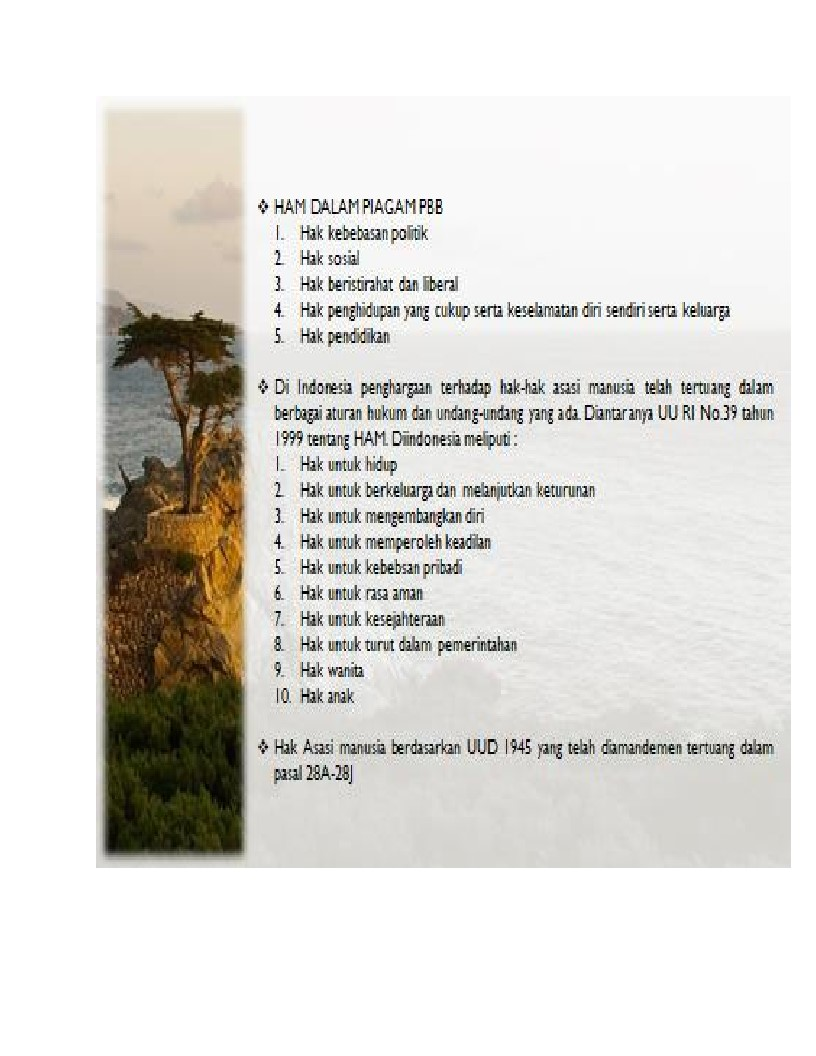 ❖ HAM DALAM PIAGAM PBB
1. Hak kebebasan politik
2. Hak sosial
3. Hak beristirahat dan liberal
4. Hak penghidupan yang cukup serta keselamatan diri sendiri serta keluarga
5. Hak pendidikan
❖ Di Indonesia penghargaan terhadap hak-hak asasi manusia telah tertuang dalam
berbagai aturan hukum dan undang-undang yang ada. Diantaranya UU RI No.39 tahun
1999 tentang HAM. Diindonesia meliputi :
1. Hak untuk hidup
2. Hak untuk berkeluarga dan melanjutkan keturunan
3. Hak untuk mengembangkan diri
4. Hak untuk memperoleh keadilan
5. Hak untuk kebebsan pribadi
6. Hak untuk rasa aman
7. Hak untuk kesejahteraan
8. Hak untuk turut dalam pemerintahan
9. Hak wanita
10. Hak anak
❖ Hak Asasi manusia berdasarkan UUD 1945 yang telah diamandemen tertuang dalam
pasal 28A-28J